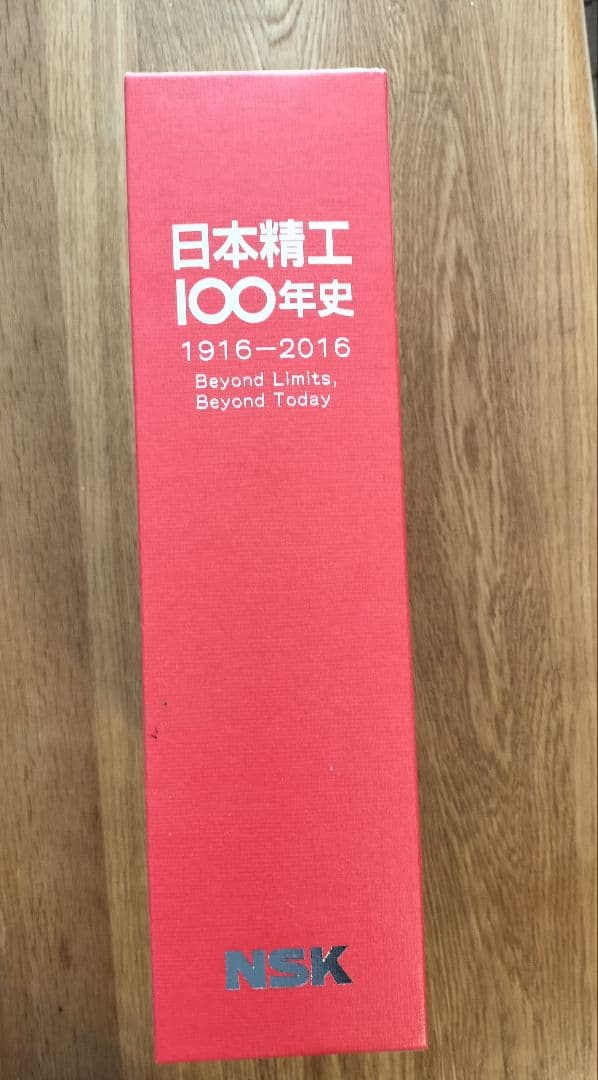 日本精工
100年史
1916−2016
Beyond Limits,
Beyond Today
NSK